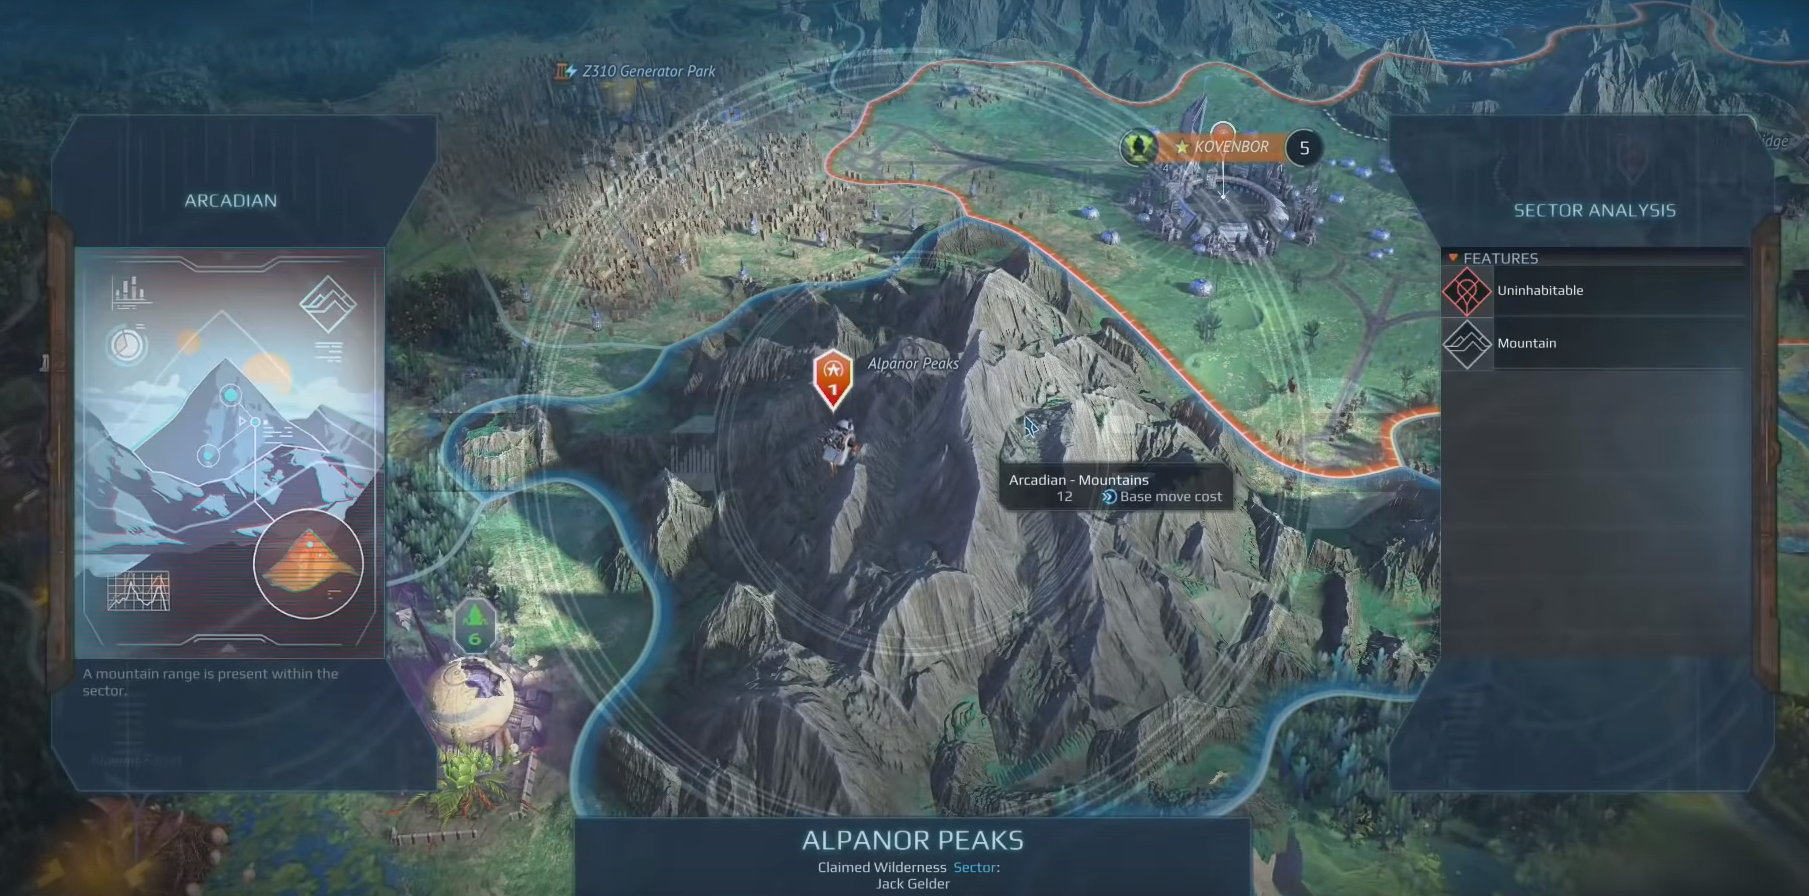 Z310 Generator Park
KOVENBOR
5
ARCADIAN
SECTOR ANALYSIS
FEATURES
Uninhabitable
Mountain
Alpanor Peaks
1
Arcadian - Mountains
12 Base move cost
6
A mountain range is present within the
sector.
ALPANOR PEAKS
Claimed Wilderness Sector:
Jack Gelder